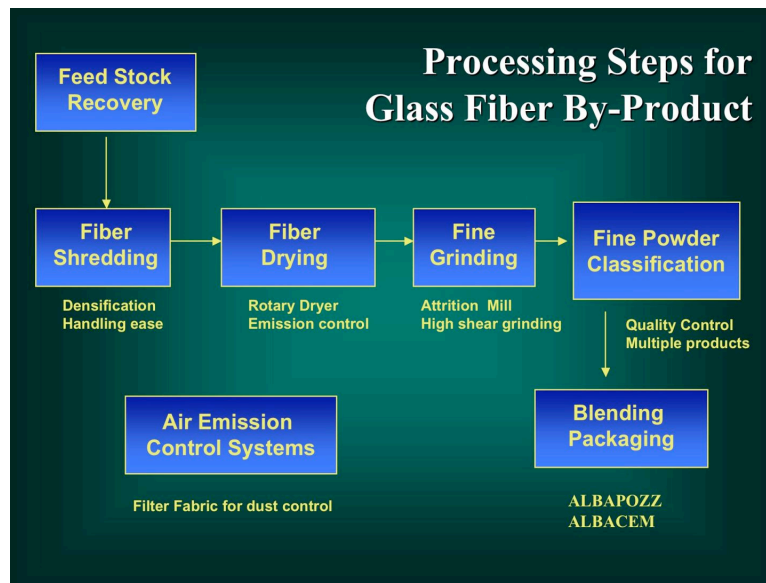 Processing Steps for
Glass Fiber By-Product
Feed Stock
Recovery
Fiber
Shredding
Densification
Handling ease
Fiber
Drying
Rotary Dryer
Emission control
Fine
Grinding
Attrition Mill
High shear grinding
Fine Powder
Classification
Quality Control
Multiple products
Air Emission
Control Systems
Filter Fabric for dust control
Blending
Packaging
ALBAPOZZ
ALBACEM